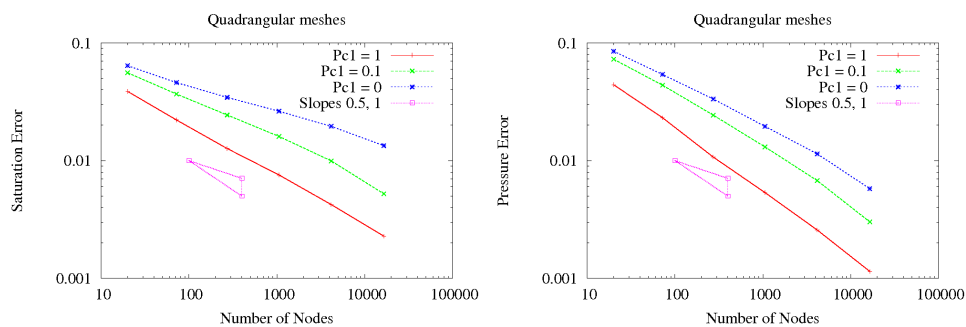 Quadrangular meshes
0.1
0.01
0.001
Saturation Error
Pc1 = 1
Pc1 = 0.1
Pc1 = 0
Slopes 0.5, 1
10 100 1000 10000 100000
Number of Nodes
Quadrangular meshes
0.1
0.01
0.001
Pressure Error
Pc1 = 1
Pc1 = 0.1
Pc1 = 0
Slopes 0.5, 1
10 100 1000 10000 100000
Number of Nodes